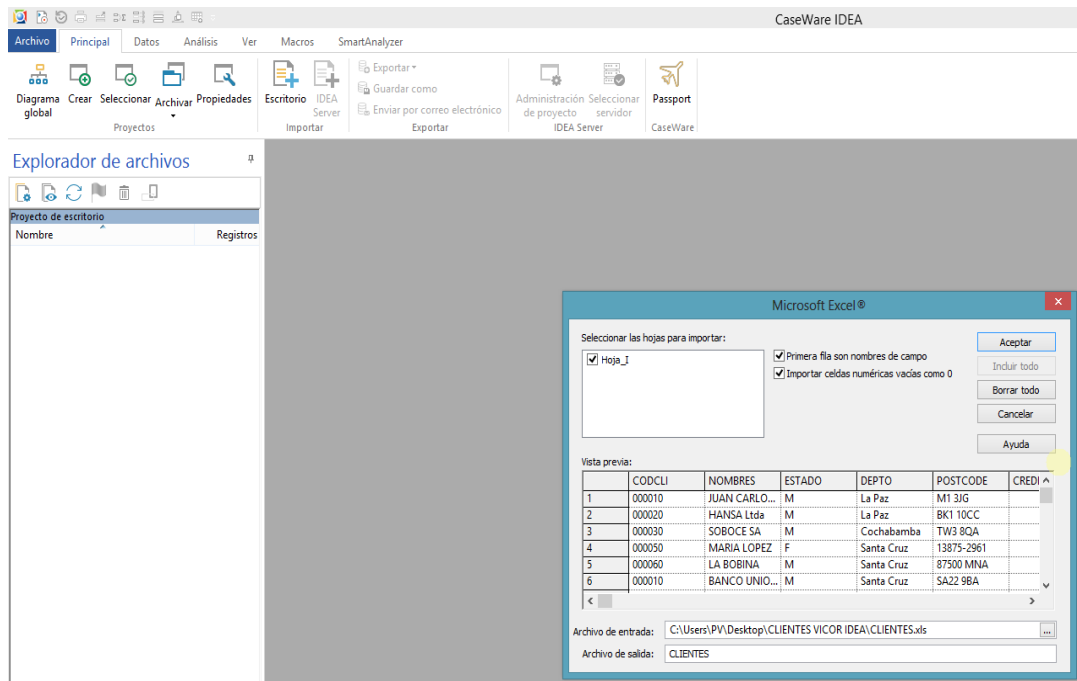 CaseWare IDEA
Archivo Principal Datos Análisis Ver Macros SmartAnalyzer
Diagrama global
Crear
Seleccionar
Archivar
Propiedades
Proyectos
Escritorio
IDEA Server
Importar
Exportar
Guardar como
Enviar por correo electrónico
Exportar
Administración de proyecto
Seleccionar servidor
IDEA Server
Passport
CaseWare
Explorador de archivos
Proyecto de escritorio
Nombre Registros
Microsoft Excel®
Seleccionar las hojas para importar:
Hoja_I
Primera fila son nombres de campo
Importar celdas numéricas vacías como 0
Aceptar
Incluir todo
Borrar todo
Cancelar
Ayuda
Vista previa:
CODCLI NOMBRES ESTADO DEPTO POSTCODE CREDI
1 000010 JUAN CARLO... M La Paz M1 3JG
2 000020 HANSA Ltda M La Paz BK1 10CC
3 000030 SOBOCE SA M Cochabamba TW3 8QA
4 000050 MARIA LOPEZ F Santa Cruz 13875-2961
5 000060 LA BOBINA M Santa Cruz 87500 MNA
6 000010 BANCO UNIO... M Santa Cruz SA22 9BA
Archivo de entrada: C:\Users\PV\Desktop\CLIENTES VICOR IDEA\CLIENTES.xls ...
Archivo de salida: CLIENTES